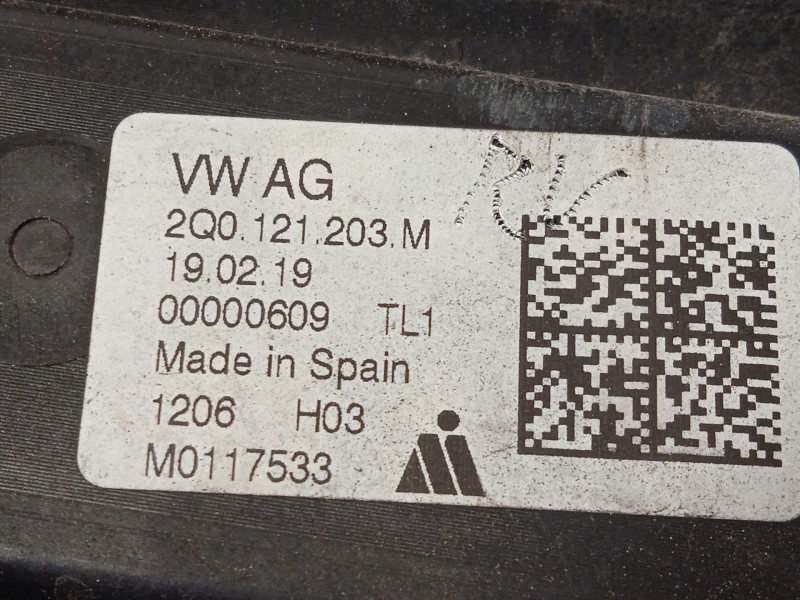 VW AG
2Q0.121.203.M
19.02.19
00000609 TL1
Made in Spain
1206 H03
M0117533